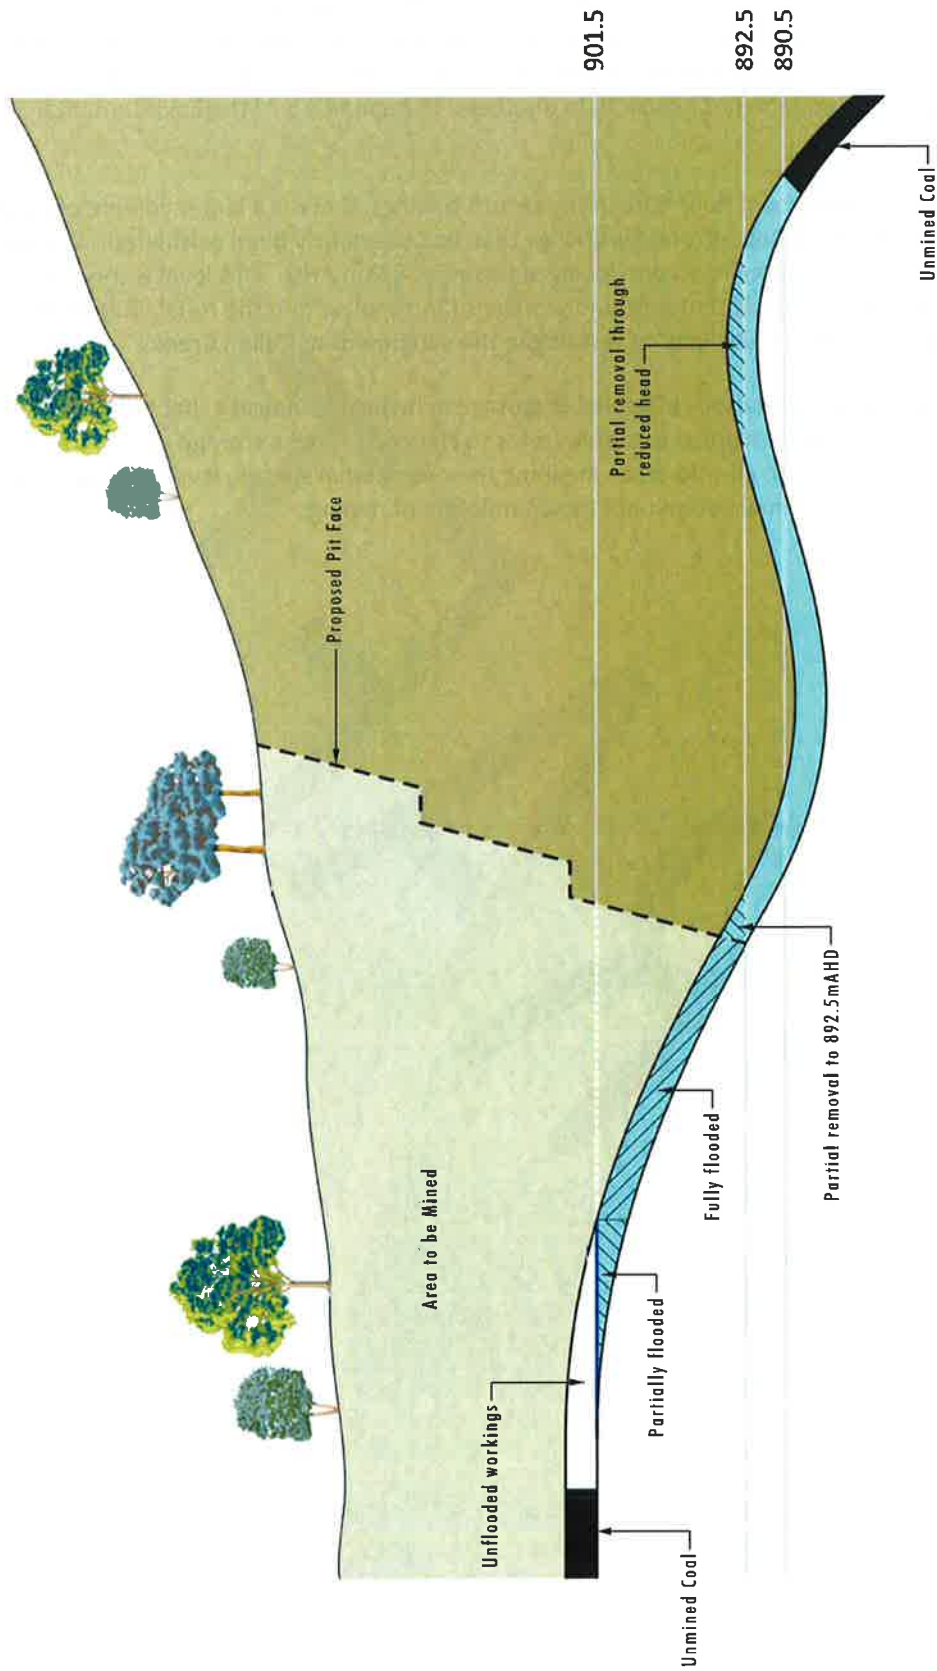 901.5
892.5
890.5
Proposed Pit Face
Partial removal through
reduced head
Area to be Mined
Unflooded workings
Unmined Coal
Partially flooded
Fully flooded
Partial removal to 892.5mAHD
Unmined Coal